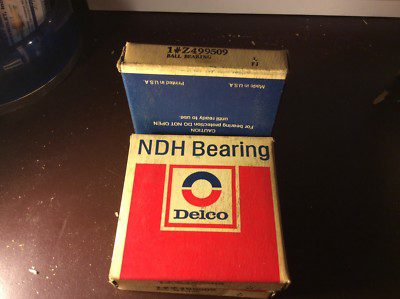 1#Z499509
BALL BEARING
Made in U.S.A.
Printed in U.S.A.
CAUTION
For bearing protection DO NOT OPEN
until ready to use.
NDH Bearing
Delco